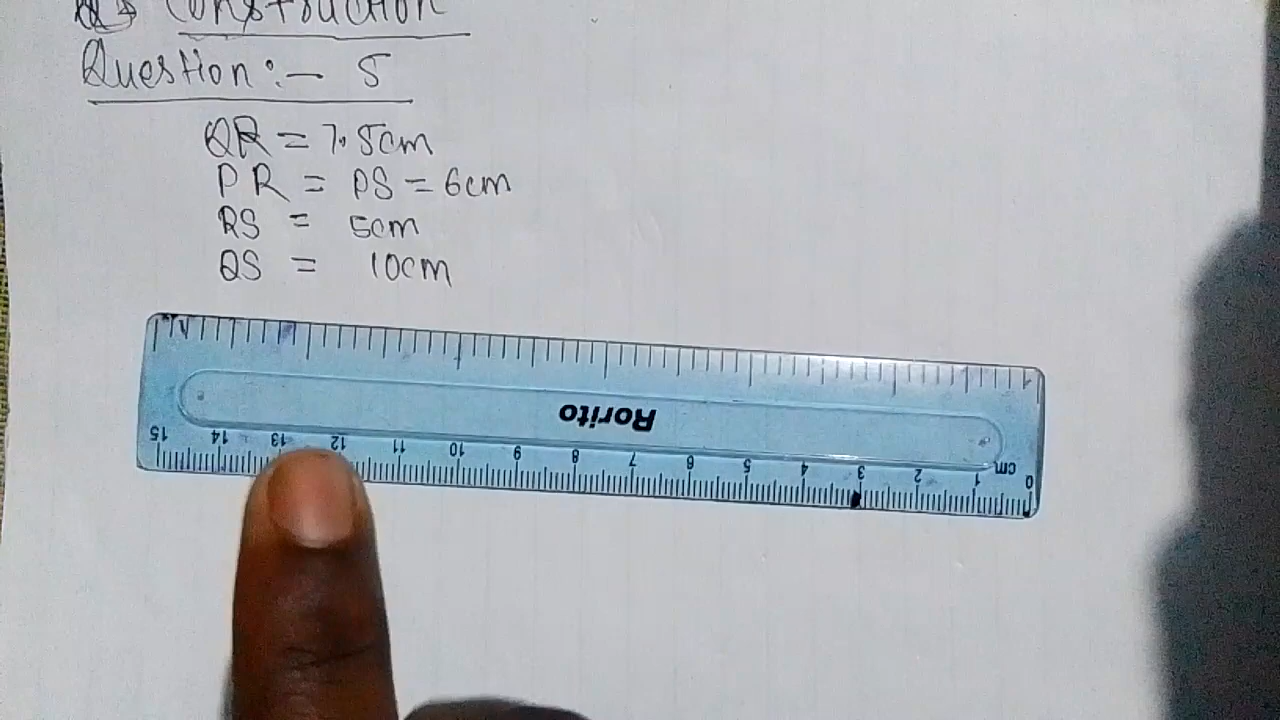 Construction
Question :- 5
QR = 7.5cm
PR = PS = 6cm
RS = 5cm
QS = 10cm
Rorito
15 14 13 12 11 10 9 8 7 6 5 4 3 2 1 cm 0